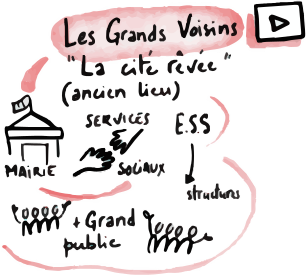 Les Grands Voisins
"La cité rêvée"
(ancien lieu)
SERVICES
E.S.S
MAIRIE
SOCIAUX
structures
+ Grand
public